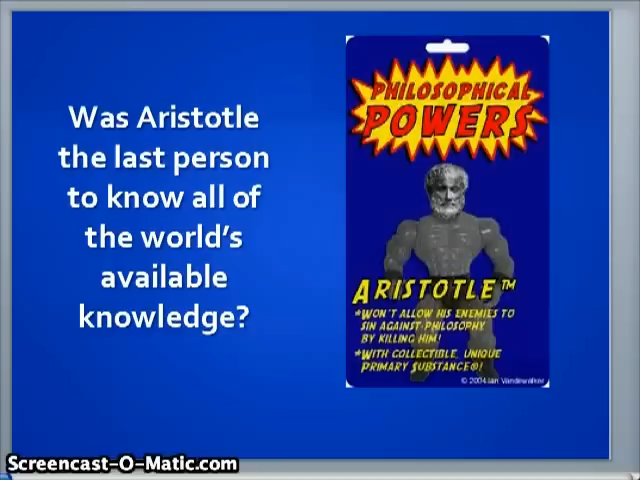 Was Aristotle
the last person
to know all of
the world's
available
knowledge?
PHILOSOPHICAL
POWERS
ARISTOTLE™
*WON'T ALLOW HIS ENEMIES TO
SIN AGAINST PHILOSOPHY
BY KILLING HIM!
*WITH COLLECTIBLE, UNIQUE
PRIMARY SUBSTANCE®!
© 2004 Ian Vandewalker
Screencast-O-Matic.com